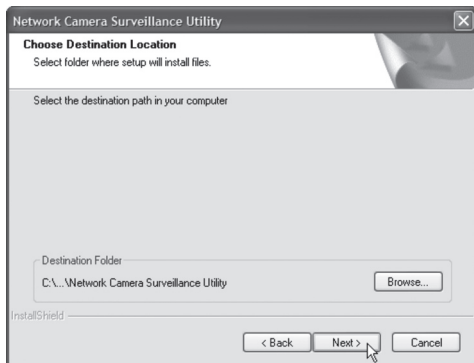 Network Camera Surveillance Utility
Choose Destination Location
Select folder where setup will install files.
Select the destination path in your computer
Destination Folder
C:\...\Network Camera Surveillance Utility
Browse...
InstallShield
< Back
Next >
Cancel